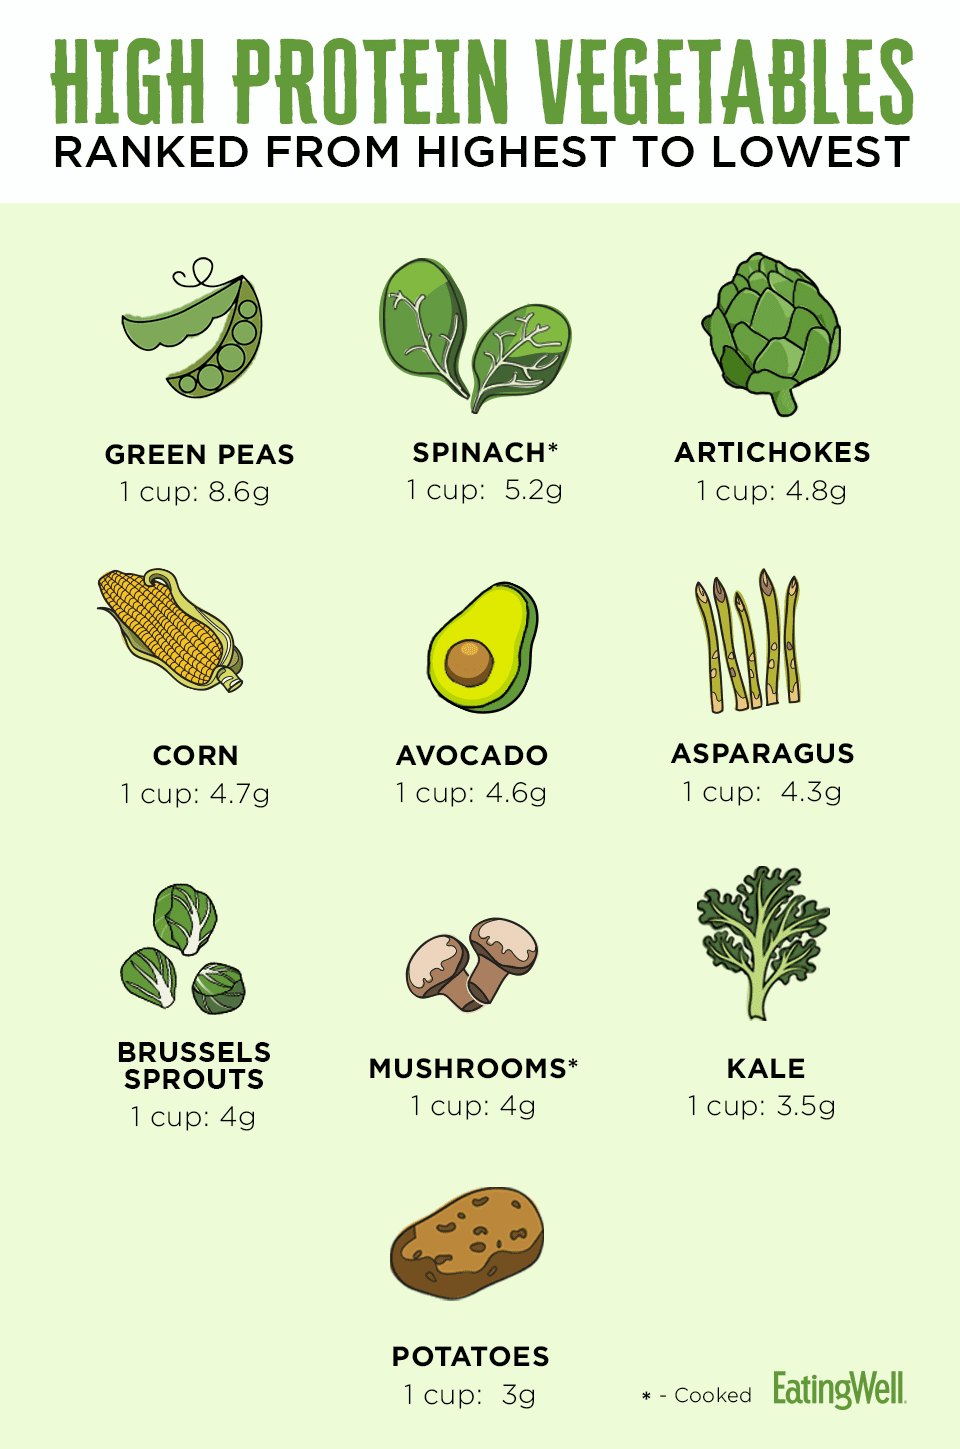 HIGH PROTEIN VEGETABLES
RANKED FROM HIGHEST TO LOWEST
GREEN PEAS
1 cup: 8.6g
SPINACH*
1 cup: 5.2g
ARTICHOKES
1 cup: 4.8g
CORN
1 cup: 4.7g
AVOCADO
1 cup: 4.6g
ASPARAGUS
1 cup: 4.3g
BRUSSELS
SPROUTS
1 cup: 4g
MUSHROOMS*
1 cup: 4g
KALE
1 cup: 3.5g
POTATOES
1 cup: 3g
* - Cooked
EatingWell